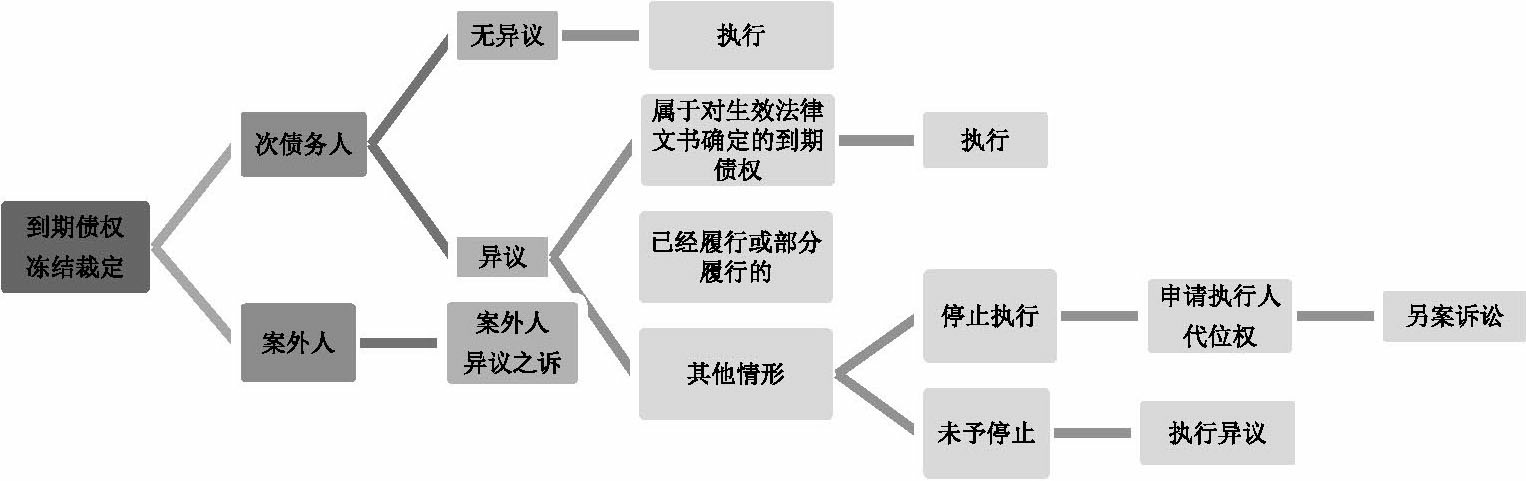 到期债权
冻结裁定
次债务人
无异议
执行
异议
属于对生效法律
文书确定的到期
债权
执行
已经履行或部分
履行的
其他情形
停止执行
申请执行人
代位权
另案诉讼
未予停止
执行异议
案外人
案外人
异议之诉